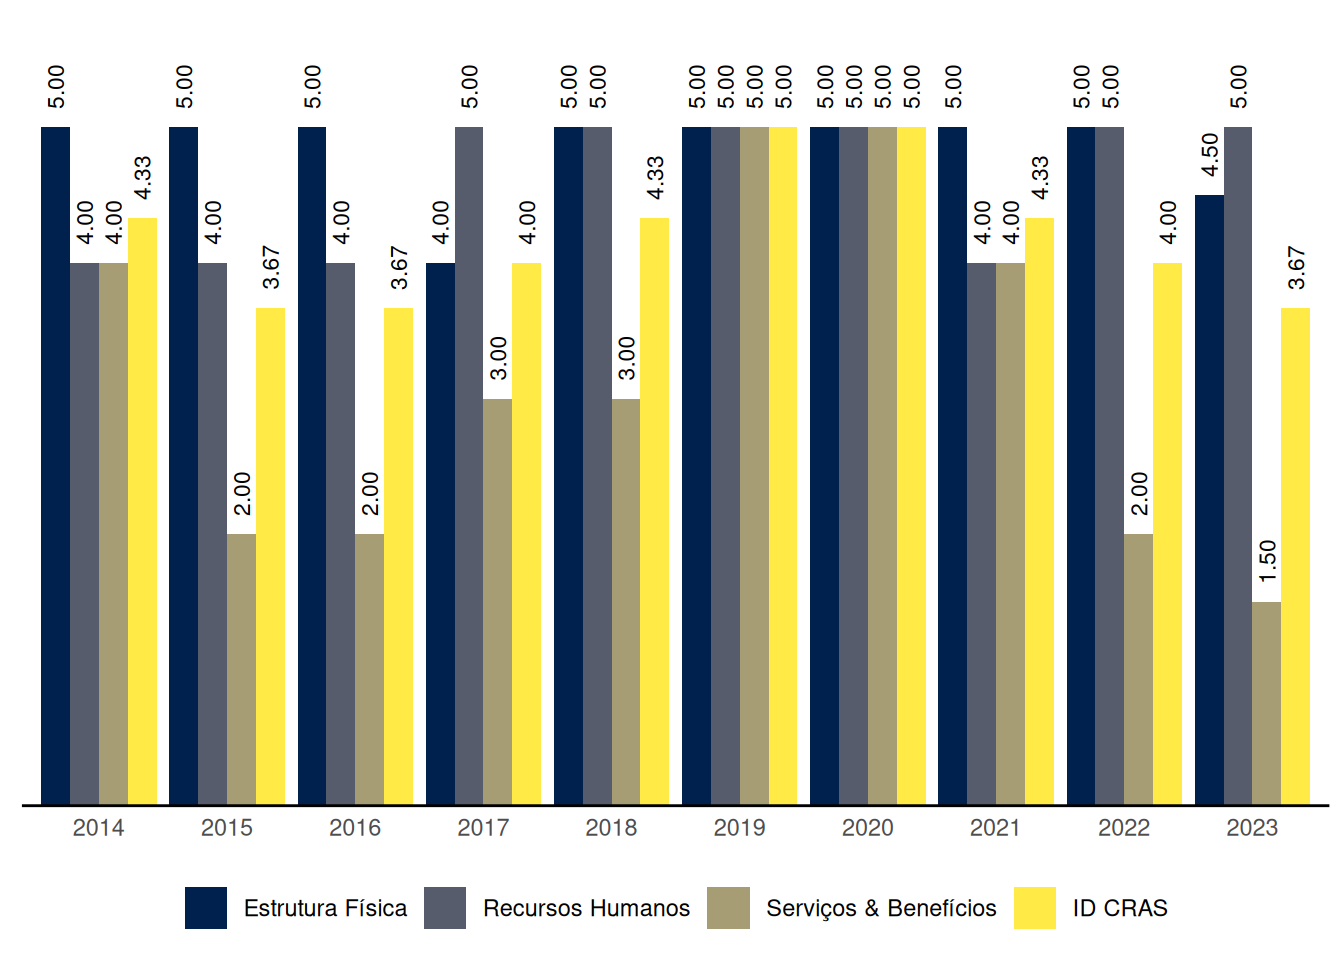 5.00 4.00 4.00 4.33 5.00 4.00 2.00 3.67 5.00 4.00 2.00 3.67 4.00 5.00 3.00 4.00 5.00 5.00 3.00 4.33 5.00 5.00 5.00 5.00 5.00 5.00 5.00 5.00 5.00 4.00 4.00 4.33 5.00 5.00 2.00 4.00 4.50 5.00 1.50 3.67
2014 2015 2016 2017 2018 2019 2020 2021 2022 2023
Estrutura Física Recursos Humanos Serviços & Benefícios ID CRAS